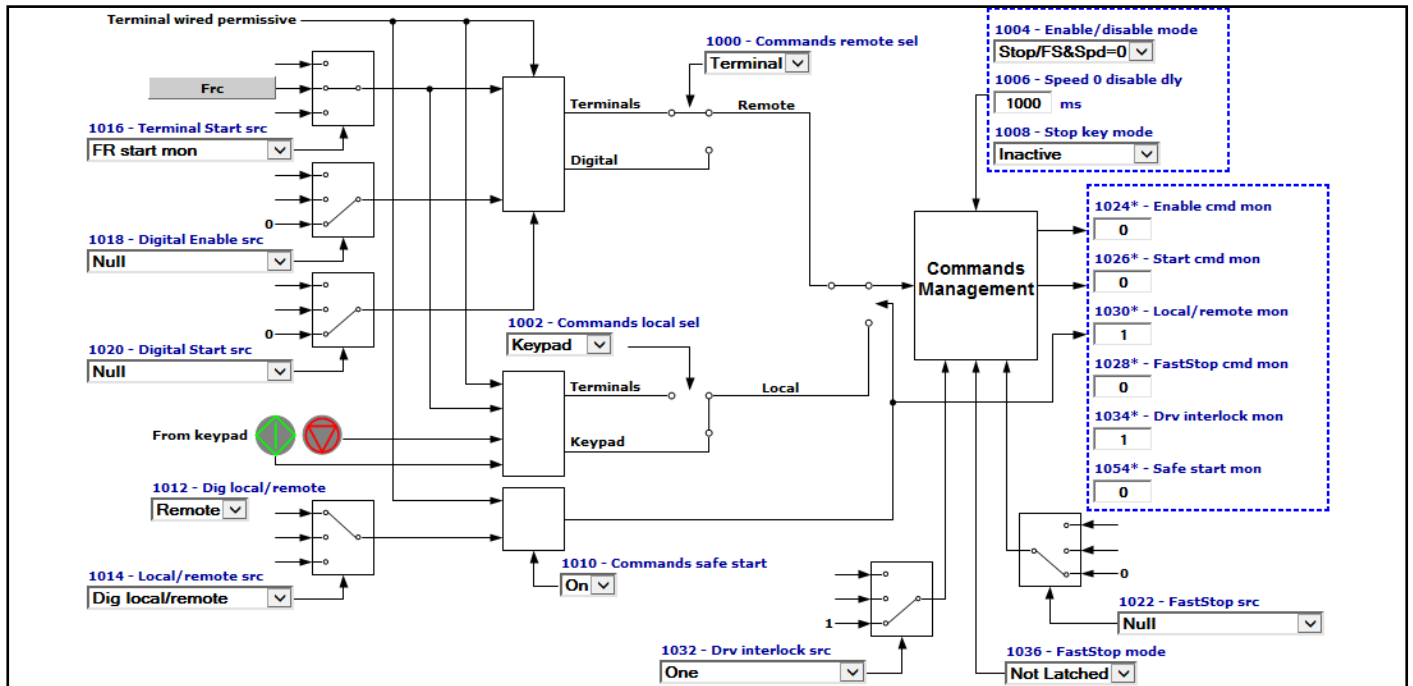 Terminal wired permissive
Frc
1016 - Terminal Start src
FR start mon
0
1018 - Digital Enable src
Null
0
1020 - Digital Start src
Null
From keypad
1012 - Dig local/remote
Remote
1014 - Local/remote src
Dig local/remote
1000 - Commands remote sel
Terminal
Terminals
Remote
Digital
1002 - Commands local sel
Keypad
Terminals
Local
Keypad
1010 - Commands safe start
On
1004 - Enable/disable mode
Stop/FS&Spd=0
1006 - Speed 0 disable dly
1000 ms
1008 - Stop key mode
Inactive
Commands
Management
1024* - Enable cmd mon
0
1026* - Start cmd mon
0
1030* - Local/remote mon
1
1028* - FastStop cmd mon
0
1034* - Drv interlock mon
1
1054* - Safe start mon
0
1
1032 - Drv interlock src
One
0
1022 - FastStop src
Null
1036 - FastStop mode
Not Latched